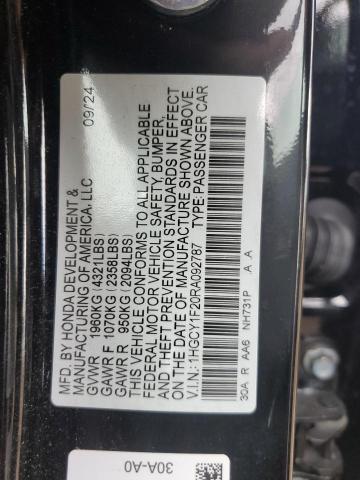 MFD. BY HONDA DEVELOPMENT &
MANUFACTURING OF AMERICA, LLC 09/24
GVWR 1960KG (4321LBS)
GAWR F 1070KG (2358LBS)
GAWR R 950KG (2094LBS)
THIS VEHICLE CONFORMS TO ALL APPLICABLE
FEDERAL MOTOR VEHICLE SAFETY, BUMPER,
AND THEFT PREVENTION STANDARDS IN EFFECT
ON THE DATE OF MANUFACTURE SHOWN ABOVE.
V.I.N.: 1HGCY1F20RA092787 TYPE: PASSENGER CAR
30A R AA6 NH731P A A
30A-A0